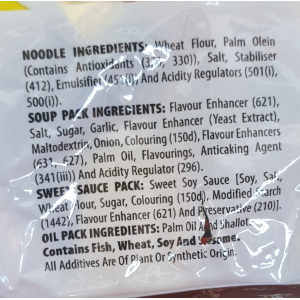 NOODLE INGREDIENTS: Wheat Flour, Palm Olein
(Contains Antioxidants (319, 330)), Salt, Stabiliser
(412), Emulsifier (451(i)) And Acidity Regulators (501(i),
500(i)).
SOUP PACK INGREDIENTS: Flavour Enhancer (621),
Salt, Sugar, Garlic, Flavour Enhancer (Yeast Extract),
Maltodextrin, Onion, Colouring (150d), Flavour Enhancers
(631, 627), Palm Oil, Flavourings, Anticaking Agent
(341(iii)) And Acidity Regulator (296).
SWEET SAUCE PACK: Sweet Soy Sauce [Soy, Salt,
Wheat Flour, Sugar, Colouring (150d), Modified Starch
(1442), Flavour Enhancer (621) And Preservative (210)].
OIL PACK INGREDIENTS: Palm Oil And Shallot.
Contains Fish, Wheat, Soy And Sesame.
All Additives Are Of Plant Or Synthetic Origin.